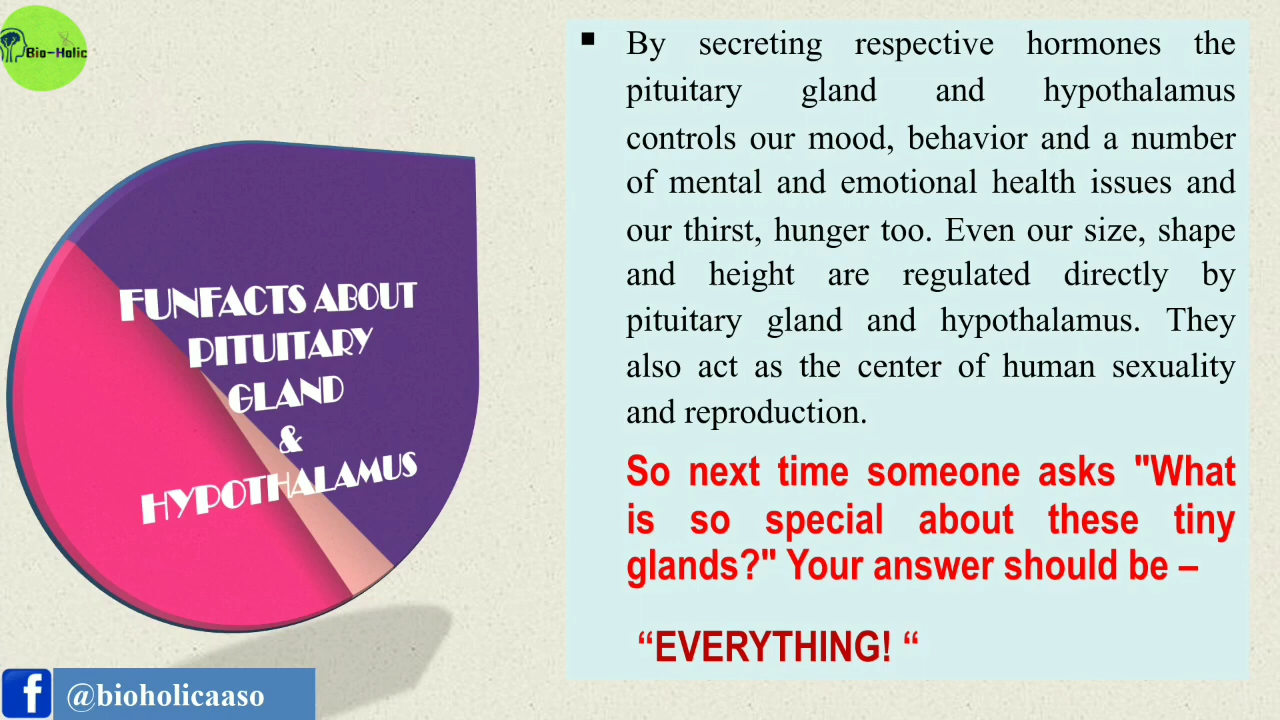 Bio-Holic
FUNFACTS ABOUT
PITUITARY
GLAND
&
HYPOTHALAMUS
▪ By secreting respective hormones the
pituitary gland and hypothalamus
controls our mood, behavior and a number
of mental and emotional health issues and
our thirst, hunger too. Even our size, shape
and height are regulated directly by
pituitary gland and hypothalamus. They
also act as the center of human sexuality
and reproduction.
So next time someone asks "What
is so special about these tiny
glands?" Your answer should be –
“EVERYTHING! “
f @bioholicaaso